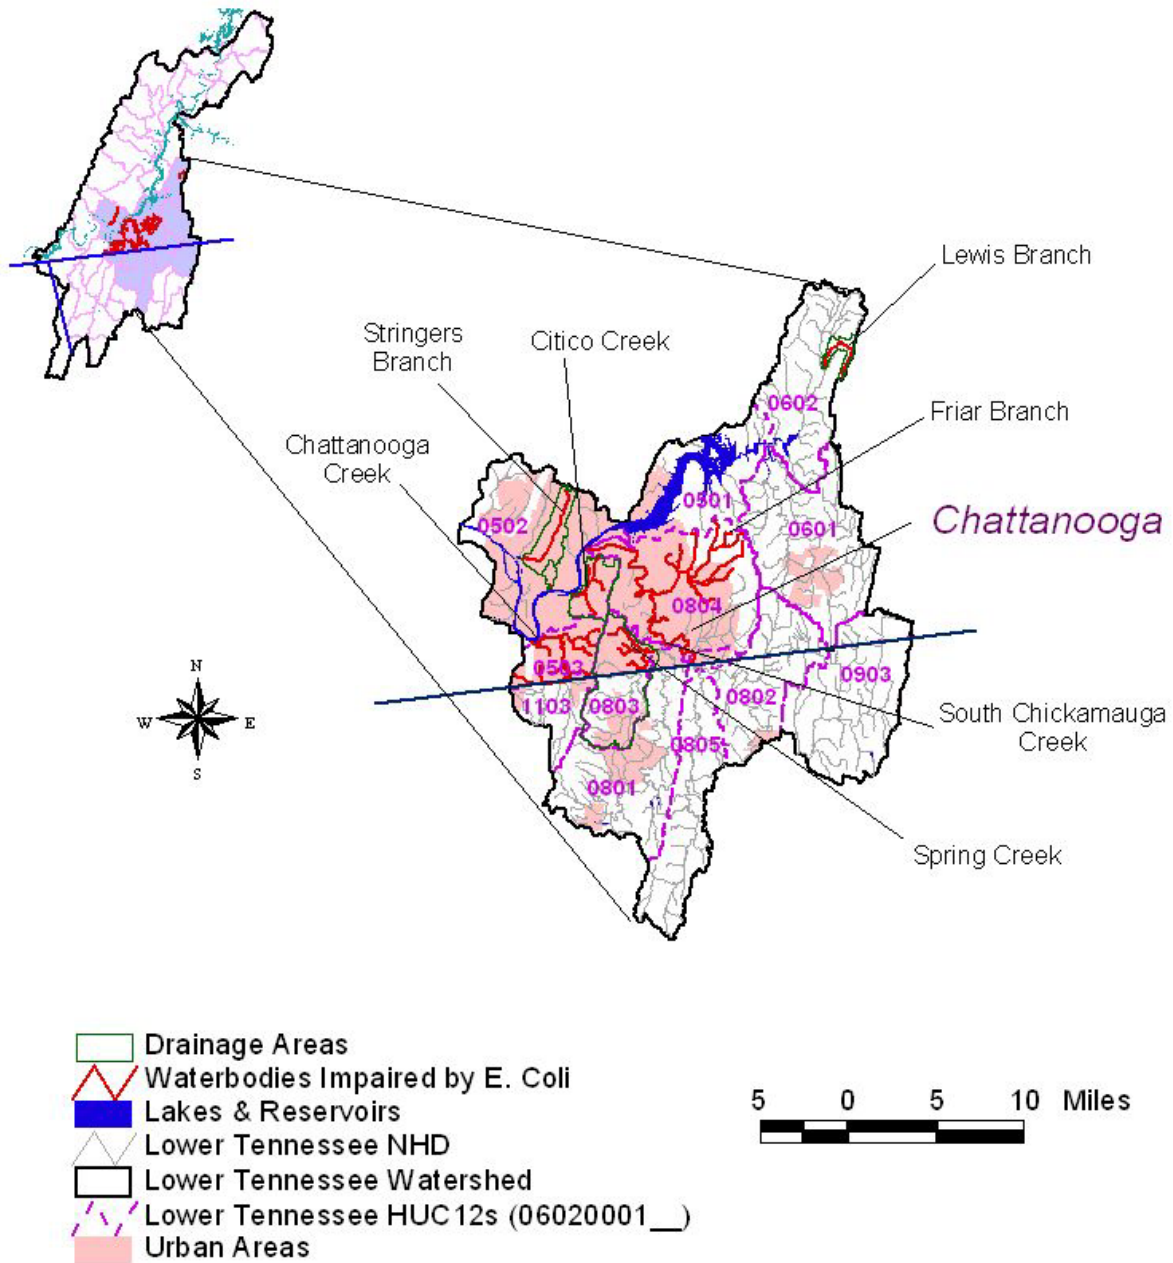 Lewis Branch
Stringers
Branch
Citico Creek
Chattanooga
Creek
Friar Branch
Chattanooga
0602
0501
0502
0601
0804
0503
0903
1103
0803
0802
0805
0801
South Chickamauga
Creek
Spring Creek
N
W
E
S
Drainage Areas
Waterbodies Impaired by E. Coli
Lakes & Reservoirs
Lower Tennessee NHD
Lower Tennessee Watershed
Lower Tennessee HUC12s (06020001__)
Urban Areas
5 0 5 10 Miles